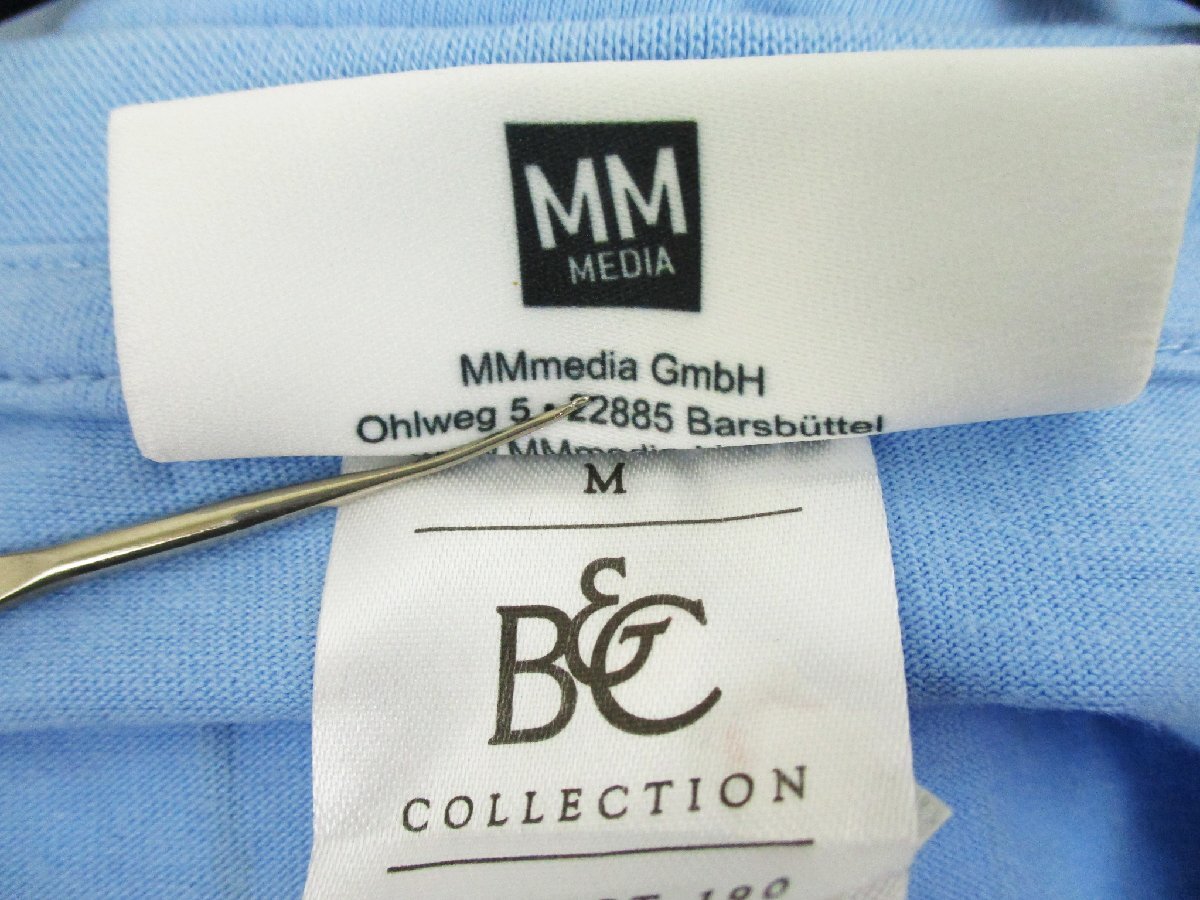 MM
MEDIA
MMmedia GmbH
Ohlweg 5 • 22885 Barsbüttel
M
B&C
COLLECTION